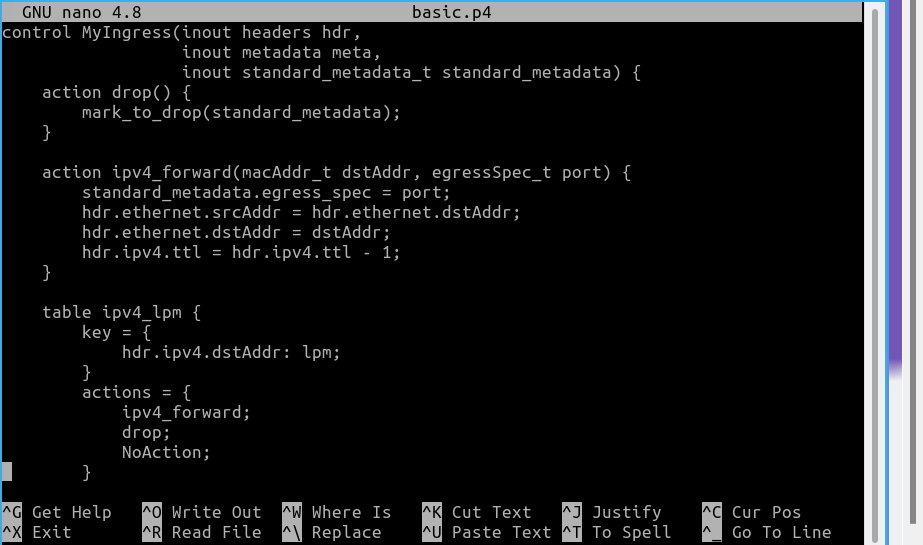 GNU nano 4.8 basic.p4
control MyIngress(inout headers hdr,
inout metadata meta,
inout standard_metadata_t standard_metadata) {
action drop() {
mark_to_drop(standard_metadata);
}
action ipv4_forward(macAddr_t dstAddr, egressSpec_t port) {
standard_metadata.egress_spec = port;
hdr.ethernet.srcAddr = hdr.ethernet.dstAddr;
hdr.ethernet.dstAddr = dstAddr;
hdr.ipv4.ttl = hdr.ipv4.ttl - 1;
}
table ipv4_lpm {
key = {
hdr.ipv4.dstAddr: lpm;
}
actions = {
ipv4_forward;
drop;
NoAction;
}
^G Get Help ^O Write Out ^W Where Is ^K Cut Text ^J Justify ^C Cur Pos
^X Exit ^R Read File ^\ Replace ^U Paste Text ^T To Spell ^_ Go To Line